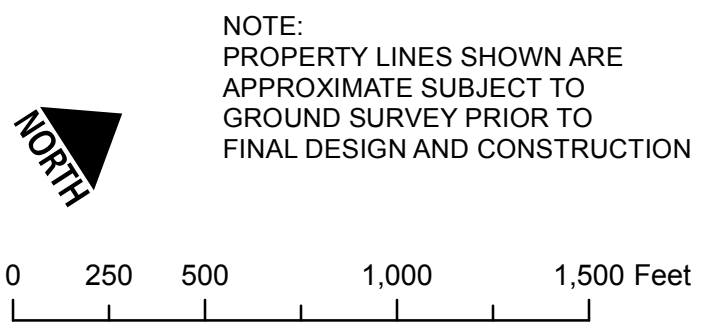 NOTE:
PROPERTY LINES SHOWN ARE
APPROXIMATE SUBJECT TO
GROUND SURVEY PRIOR TO
FINAL DESIGN AND CONSTRUCTION
NORTH
0 250 500 1,000 1,500 Feet